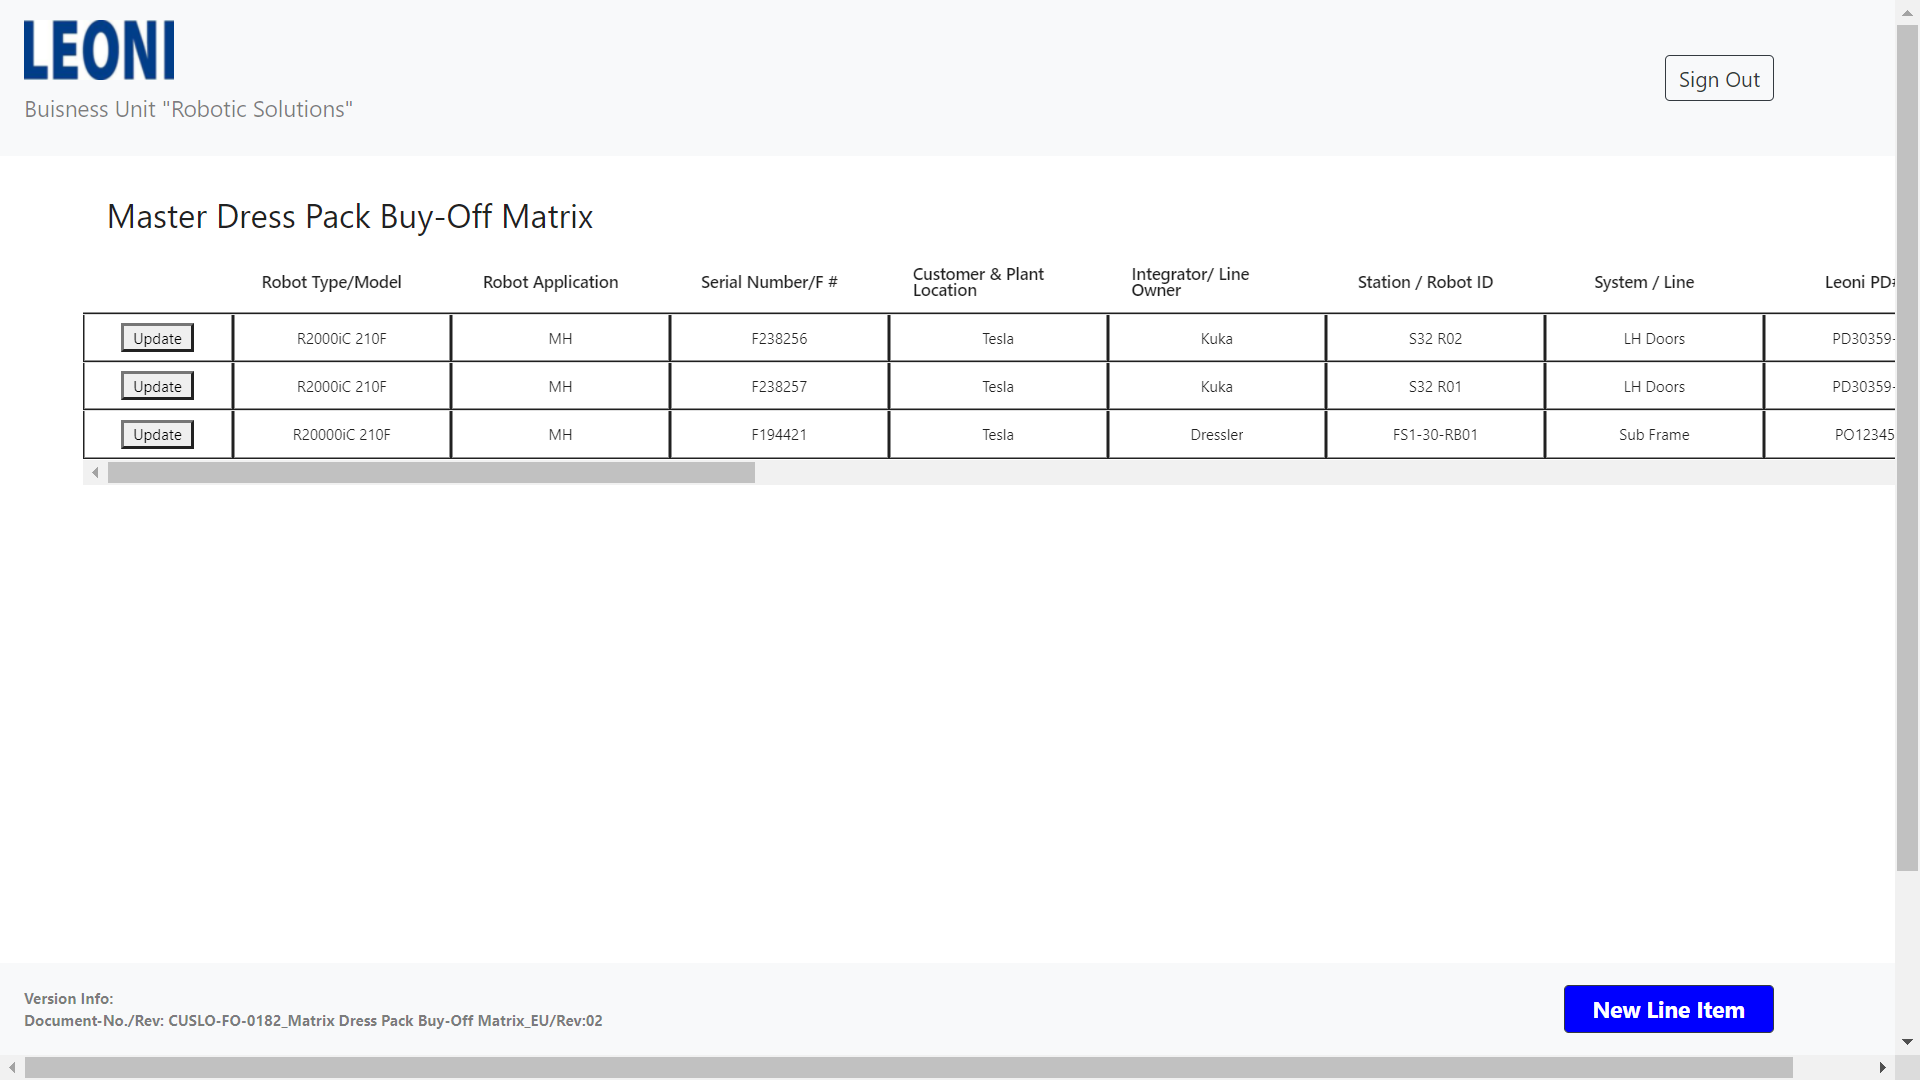 LEONI
Buisness Unit "Robotic Solutions"
Sign Out
Master Dress Pack Buy-Off Matrix
Robot Type/Model Robot Application Serial Number/F # Customer & Plant Location Integrator/ Line Owner Station / Robot ID System / Line Leoni PD#
Update R2000iC 210F MH F238256 Tesla Kuka S32 R02 LH Doors PD30359-
Update R2000iC 210F MH F238257 Tesla Kuka S32 R01 LH Doors PD30359-
Update R20000iC 210F MH F194421 Tesla Dressler FS1-30-RB01 Sub Frame PO12345
Version Info:
Document-No./Rev: CUSLO-FO-0182_Matrix Dress Pack Buy-Off Matrix_EU/Rev:02
New Line Item